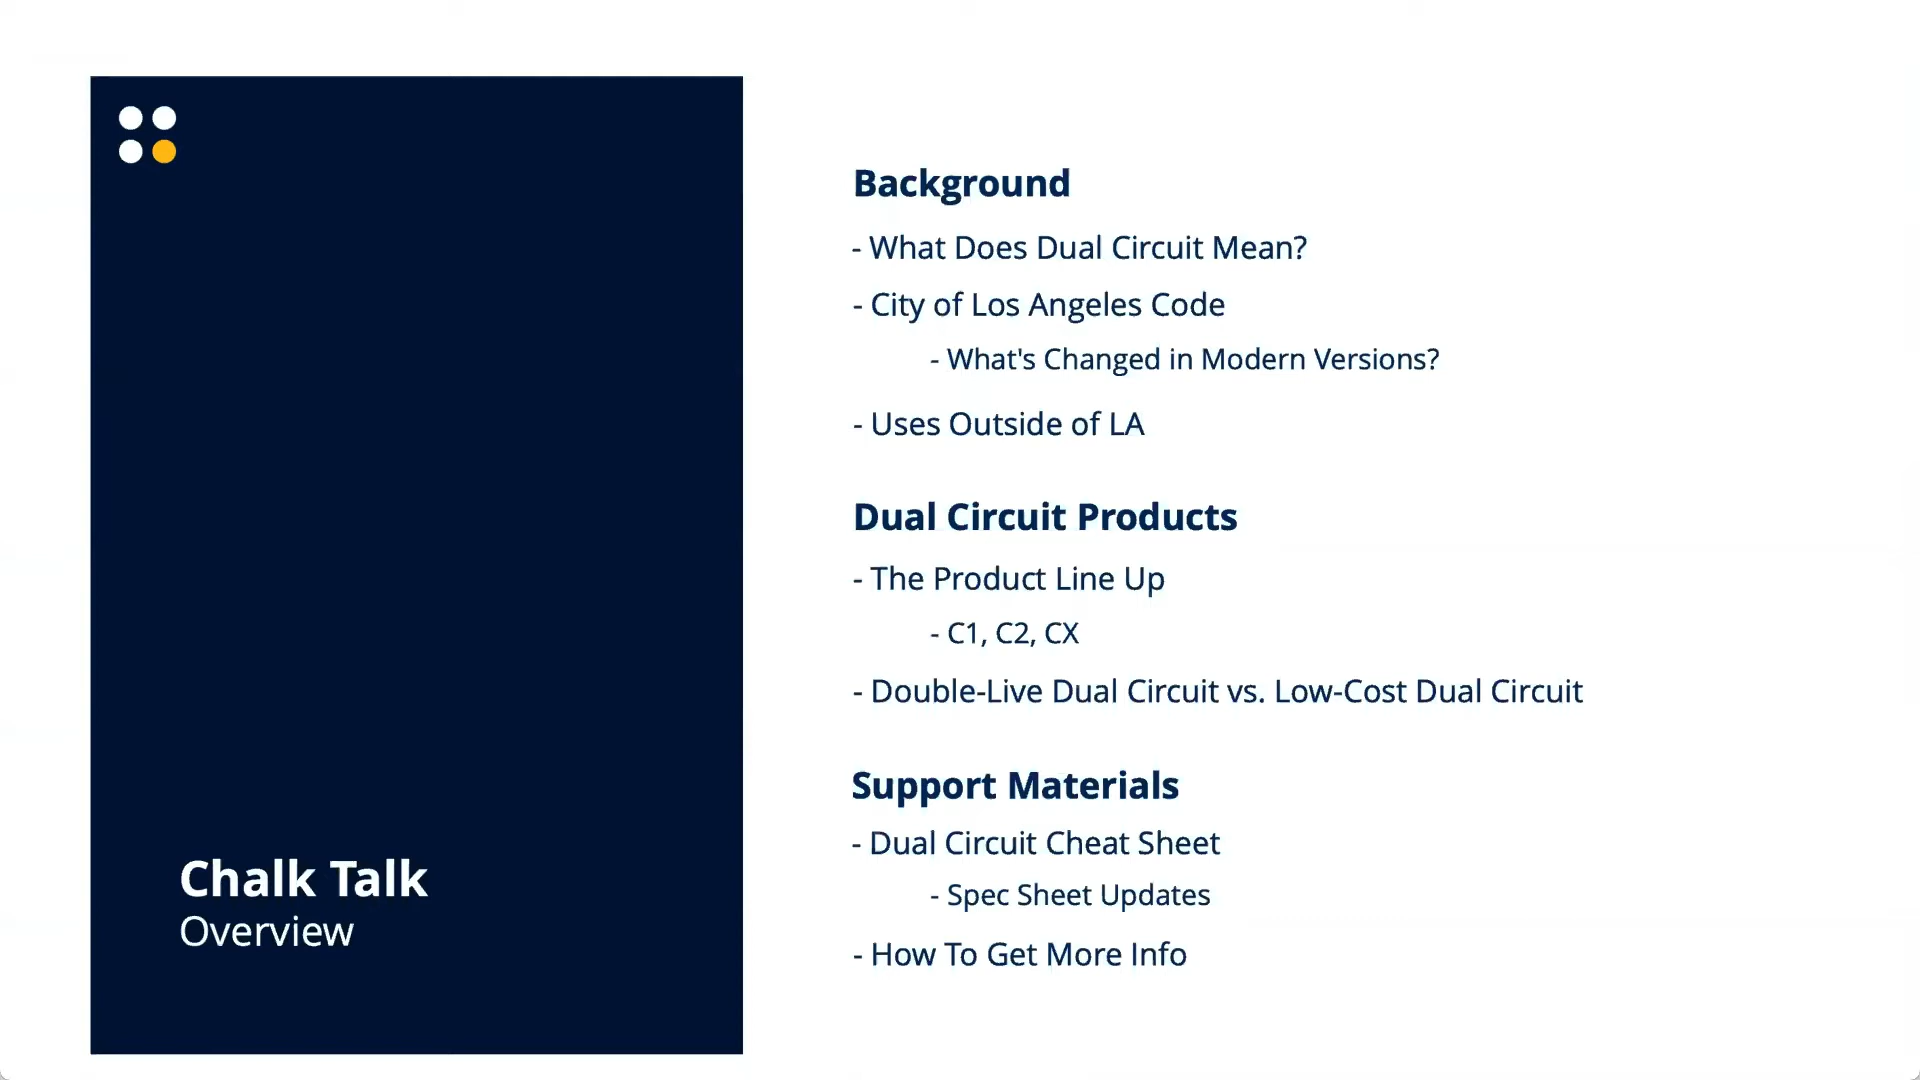 Chalk Talk
Overview
Background
- What Does Dual Circuit Mean?
- City of Los Angeles Code
- What's Changed in Modern Versions?
- Uses Outside of LA
Dual Circuit Products
- The Product Line Up
- C1, C2, CX
- Double-Live Dual Circuit vs. Low-Cost Dual Circuit
Support Materials
- Dual Circuit Cheat Sheet
- Spec Sheet Updates
- How To Get More Info